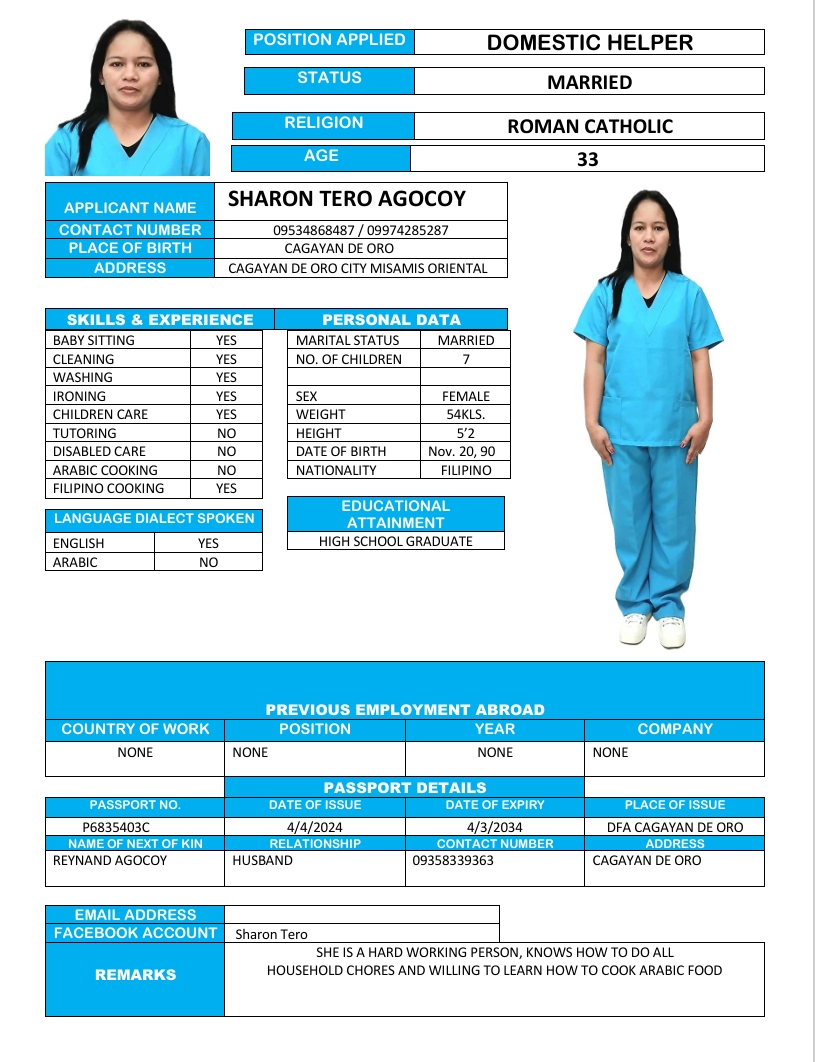 POSITION APPLIED DOMESTIC HELPER
STATUS MARRIED
RELIGION ROMAN CATHOLIC
AGE 33
APPLICANT NAME SHARON TERO AGOCOY
CONTACT NUMBER 09534868487 / 09974285287
PLACE OF BIRTH CAGAYAN DE ORO
ADDRESS CAGAYAN DE ORO CITY MISAMIS ORIENTAL
SKILLS & EXPERIENCE
BABY SITTING YES
CLEANING YES
WASHING YES
IRONING YES
CHILDREN CARE YES
TUTORING NO
DISABLED CARE NO
ARABIC COOKING NO
FILIPINO COOKING YES
LANGUAGE DIALECT SPOKEN
ENGLISH YES
ARABIC NO
PERSONAL DATA
MARITAL STATUS MARRIED
NO. OF CHILDREN 7
SEX FEMALE
WEIGHT 54KLS.
HEIGHT 5’2
DATE OF BIRTH Nov. 20, 90
NATIONALITY FILIPINO
EDUCATIONAL
ATTAINMENT
HIGH SCHOOL GRADUATE
PREVIOUS EMPLOYMENT ABROAD
COUNTRY OF WORK POSITION YEAR COMPANY
NONE NONE NONE NONE
PASSPORT DETAILS
PASSPORT NO. DATE OF ISSUE DATE OF EXPIRY PLACE OF ISSUE
P6835403C 4/4/2024 4/3/2034 DFA CAGAYAN DE ORO
NAME OF NEXT OF KIN RELATIONSHIP CONTACT NUMBER ADDRESS
REYNAND AGOCOY HUSBAND 09358339363 CAGAYAN DE ORO
EMAIL ADDRESS
FACEBOOK ACCOUNT Sharon Tero
REMARKS
SHE IS A HARD WORKING PERSON, KNOWS HOW TO DO ALL
HOUSEHOLD CHORES AND WILLING TO LEARN HOW TO COOK ARABIC FOOD